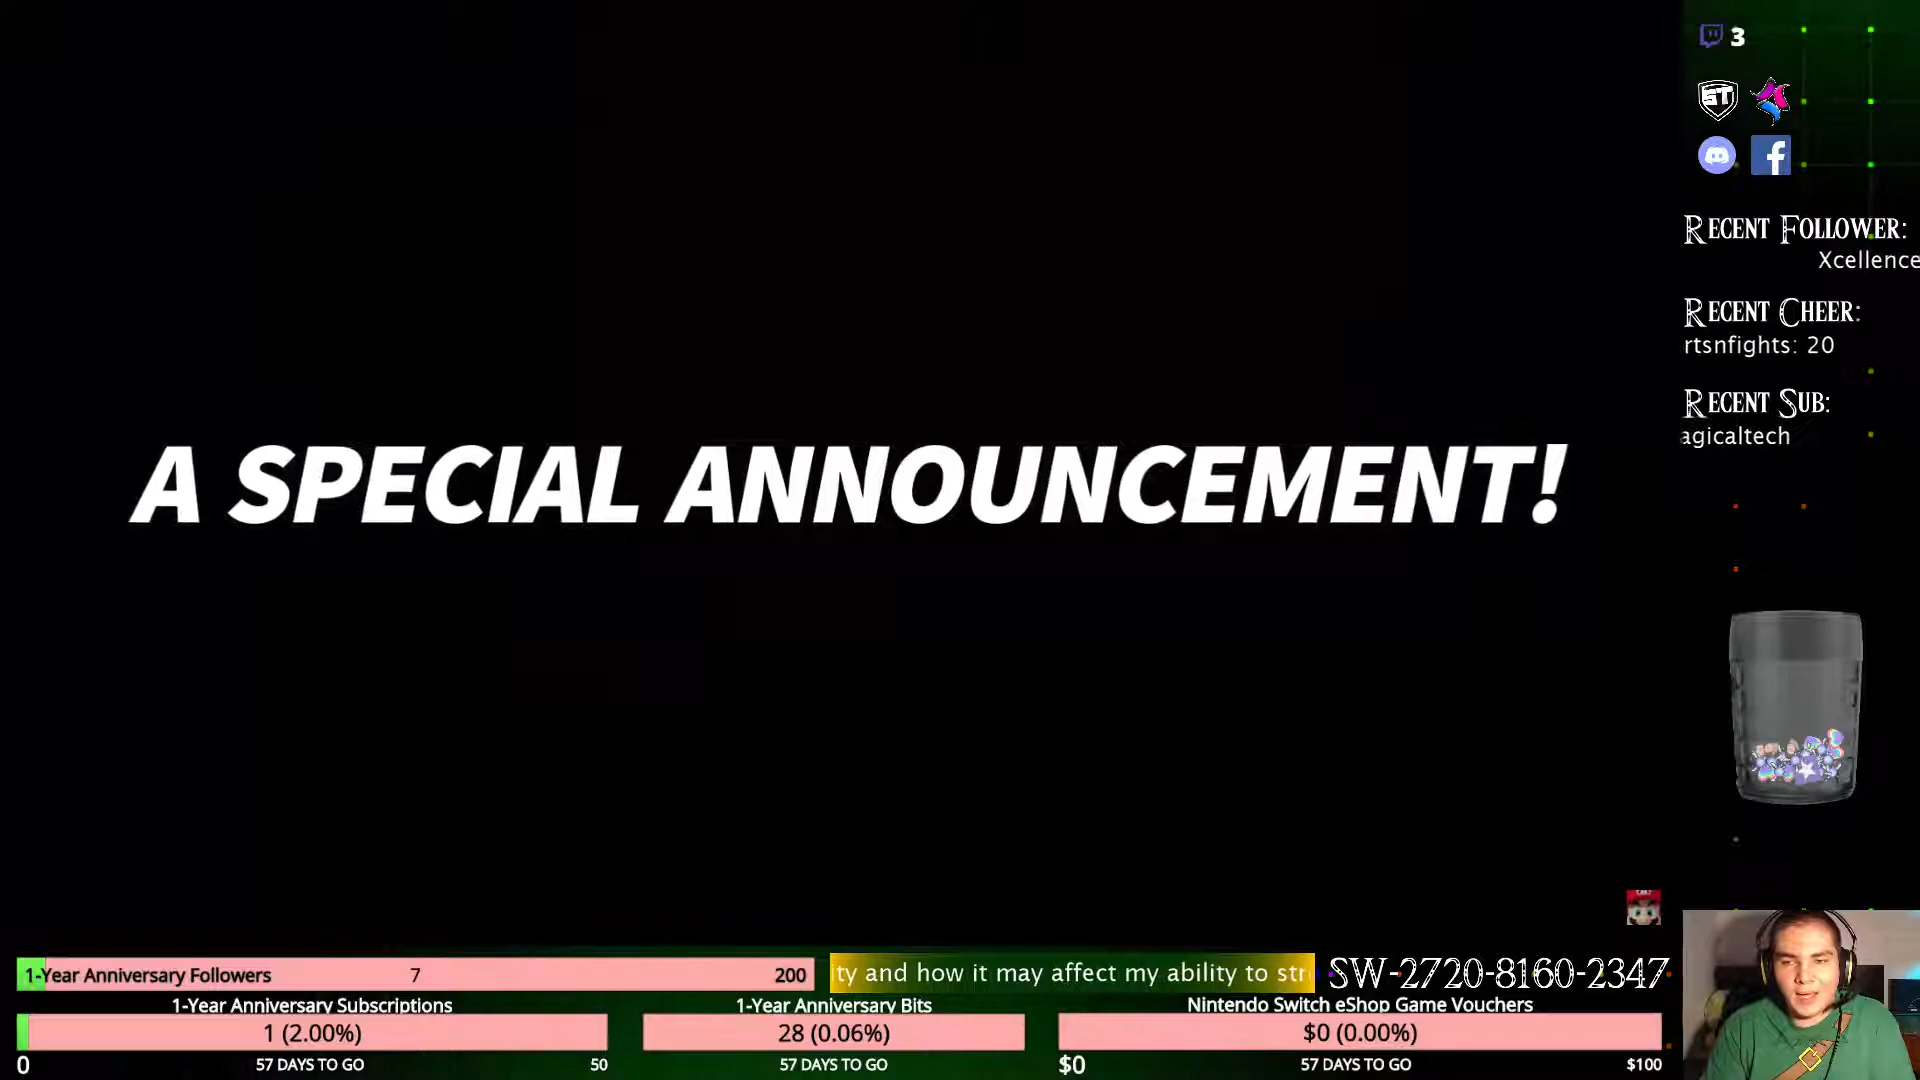 3
ST
RECENT FOLLOWER:
Xcellence
RECENT CHEER:
rtsnfights: 20
RECENT SUB:
agicaltech
A SPECIAL ANNOUNCEMENT!
1-Year Anniversary Followers 7 200
ity and how it may affect my ability to str
SW-2720-8160-2347
1-Year Anniversary Subscriptions
1 (2.00%)
0 57 DAYS TO GO 50
1-Year Anniversary Bits
28 (0.06%)
57 DAYS TO GO
Nintendo Switch eShop Game Vouchers
$0 (0.00%)
$0 57 DAYS TO GO $100